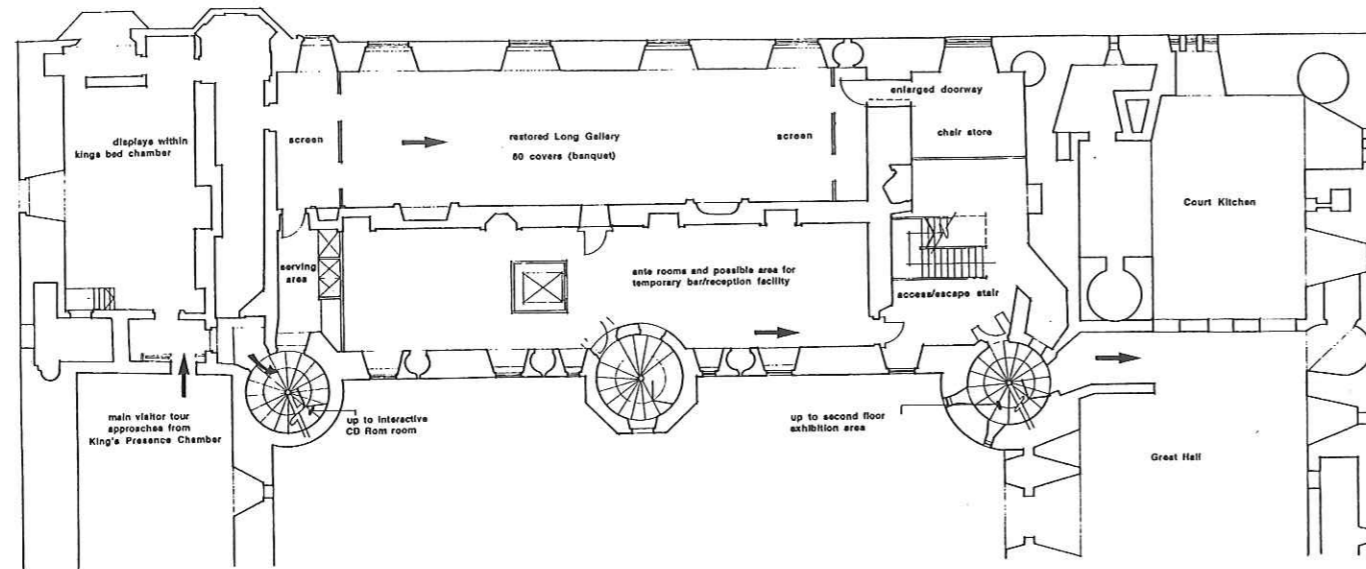 displays within
kings bed chamber
screen
restored Long Gallery
screen
enlarged doorway
chair store
60 covers (banquet)
Court Kitchen
serving
area
ante rooms and possible area for
temporary bar/reception facility
access/escape stair
main visitor tour
approaches from
King's Presence Chamber
up to interactive
CD Rom room
up to second floor
exhibition area
Great Hall